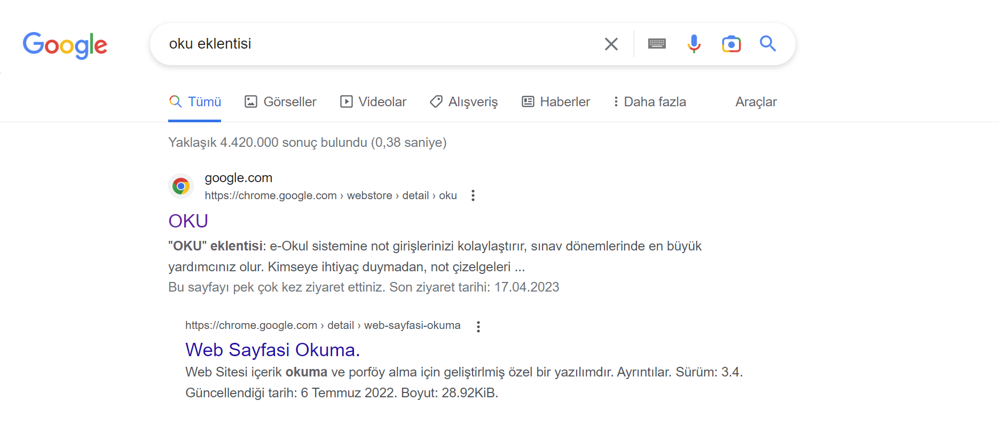 Google
oku eklentisi
Tümü Görseller Videolar Alışveriş Haberler Daha fazla Araçlar
Yaklaşık 4.420.000 sonuç bulundu (0,38 saniye)
google.com
https://chrome.google.com › webstore › detail › oku
OKU
"OKU" eklentisi: e-Okul sistemine not girişlerinizi kolaylaştırır, sınav dönemlerinde en büyük
yardımcınız olur. Kimseye ihtiyaç duymadan, not çizelgeleri ...
Bu sayfayı pek çok kez ziyaret ettiniz. Son ziyaret tarihi: 17.04.2023
https://chrome.google.com › detail › web-sayfasi-okuma
Web Sayfasi Okuma.
Web Sitesi içerik okuma ve porföy alma için geliştirlmiş özel bir yazılımdır. Ayrıntılar. Sürüm: 3.4.
Güncellendiği tarih: 6 Temmuz 2022. Boyut: 28.92KiB.